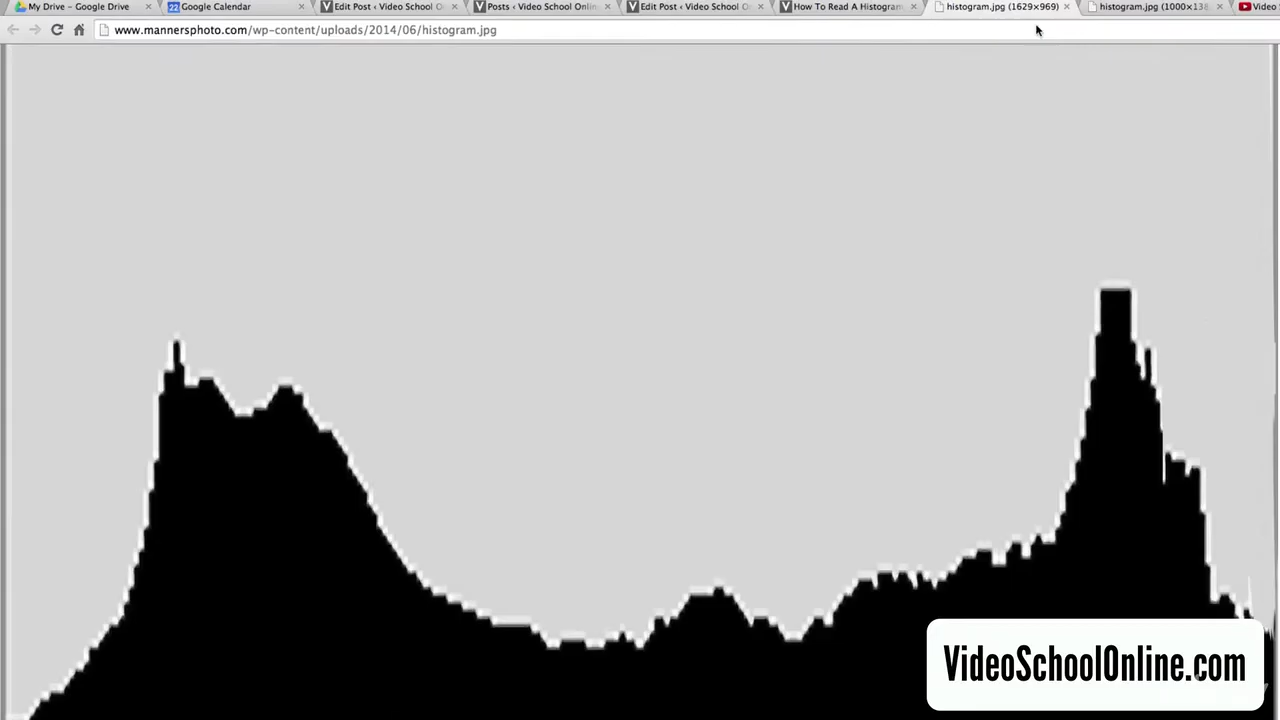 My Drive – Google Drive
Google Calendar
Edit Post ‹ Video School O
Posts ‹ Video School Online
Edit Post ‹ Video School O
How To Read A Histogram
histogram.jpg (1629×969)
histogram.jpg (1000×138
Video
www.mannersphoto.com/wp-content/uploads/2014/06/histogram.jpg
VideoSchoolOnline.com